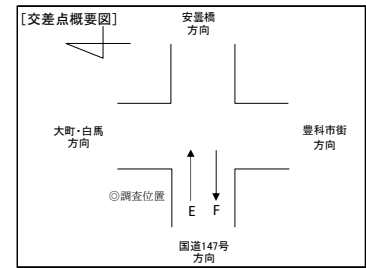 [交差点概要図]
安曇橋
方向
大町・白馬
方向
豊科市街
方向
◎調査位置
E F
国道147号
方向